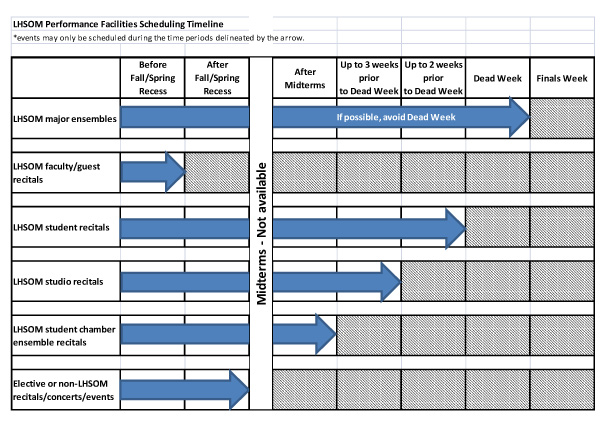 LHSOM Performance Facilities Scheduling Timeline
*events may only be scheduled during the time periods delineated by the arrow.
Before
Fall/Spring
Recess
After
Fall/Spring
Recess
After
Midterms
Up to 3 weeks
prior
to Dead Week
Up to 2 weeks
prior
to Dead Week
Dead Week
Finals Week
Midterms - Not available
LHSOM major ensembles
If possible, avoid Dead Week
LHSOM faculty/guest
recitals
LHSOM student recitals
LHSOM studio recitals
LHSOM student chamber
ensemble recitals
Elective or non-LHSOM
recitals/concerts/events